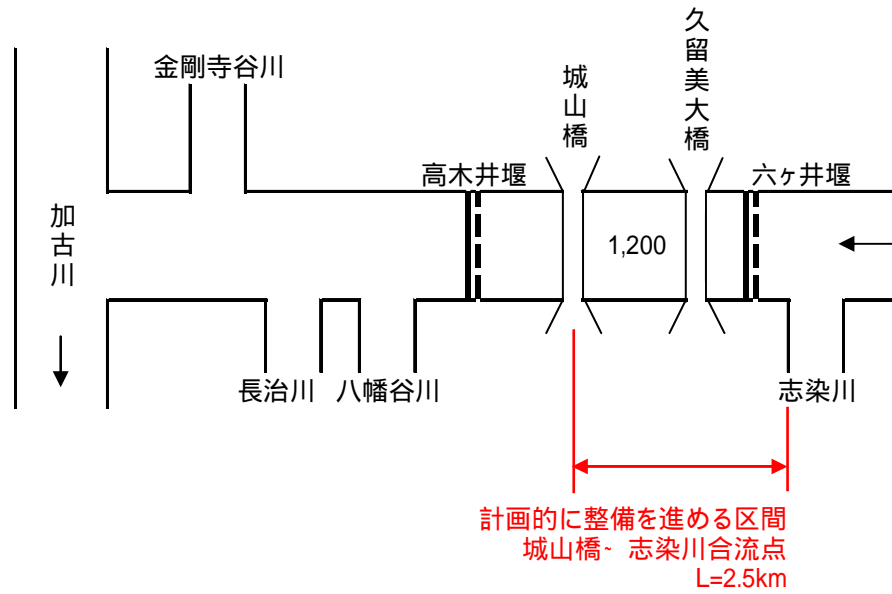 久留美大橋
城山橋
金剛寺谷川
高木井堰
六ヶ井堰
加古川
1,200
長治川
八幡谷川
志染川
計画的に整備を進める区間
城山橋~ 志染川合流点
L=2.5km